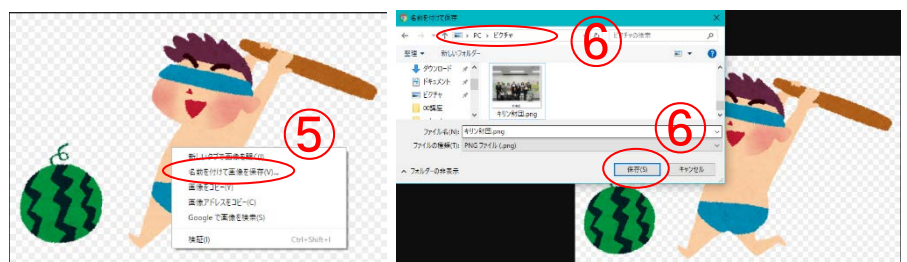 ⑤
新しいタブで画像を開く(T)
名前を付けて画像を保存(V)...
画像をコピー(Y)
画像アドレスをコピー(C)
Google で画像を検索(S)
検証(I) Ctrl+Shift+I
名前を付けて保存
PC › ピクチャ
ピクチャの検索
⑥
整理 新しいフォルダー
ダウンロード
ドキュメント
ピクチャ
00講座
キリン財団.png
ファイル名(N): キリン財団.png
ファイルの種類(T): PNG ファイル (.png)
⑥
フォルダーの非表示 保存(S) キャンセル